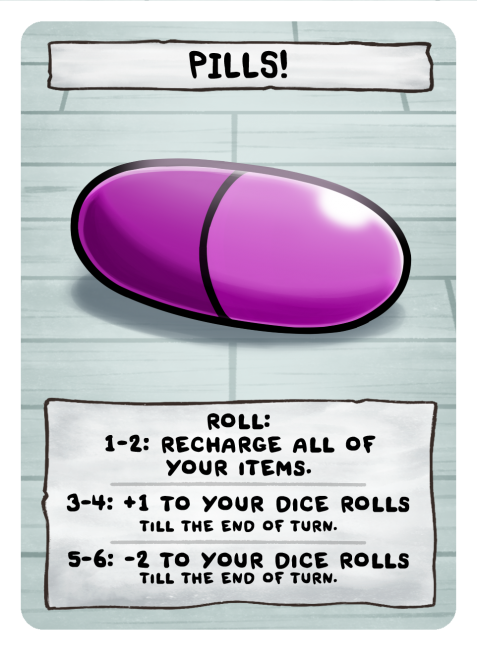 PILLS!
ROLL:
1-2: RECHARGE ALL OF
YOUR ITEMS.
3-4: +1 TO YOUR DICE ROLLS
TILL THE END OF TURN.
5-6: -2 TO YOUR DICE ROLLS
TILL THE END OF TURN.